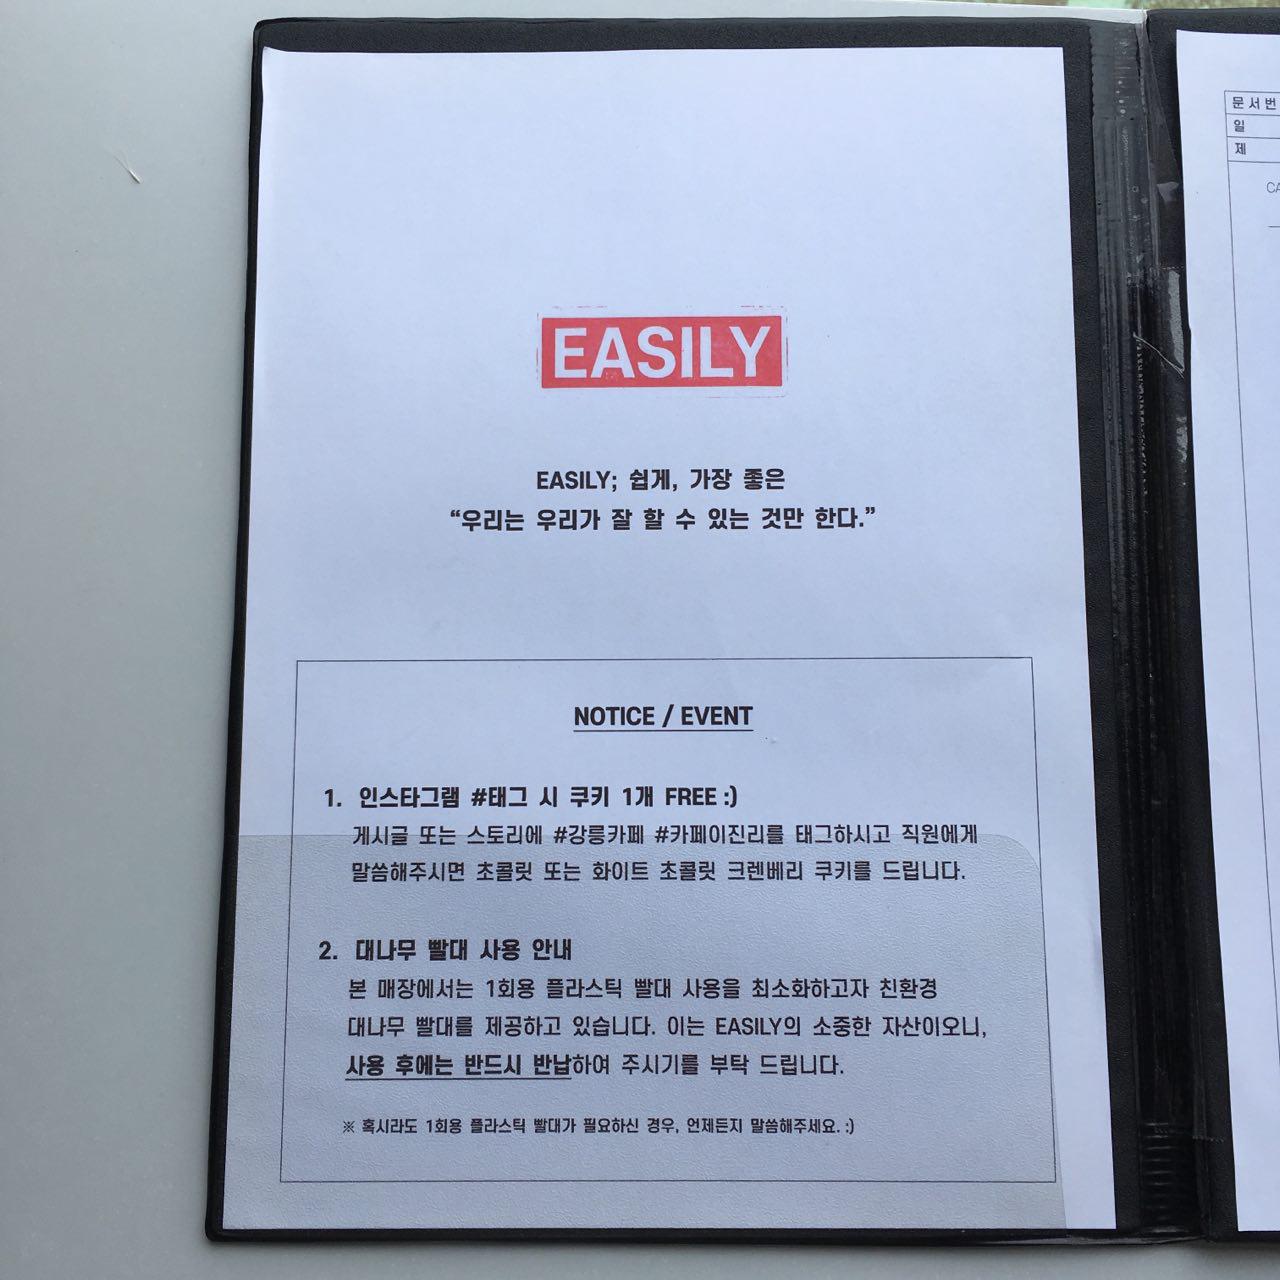 EASILY
EASILY; 쉽게, 가장 좋은
“우리는 우리가 잘 할 수 있는 것만 한다.”
NOTICE / EVENT
1. 인스타그램 #태그 시 쿠키 1개 FREE :)
게시글 또는 스토리에 #강릉카페 #카페이진리를 태그하시고 직원에게
말씀해주시면 초콜릿 또는 화이트 초콜릿 크렌베리 쿠키를 드립니다.
2. 대나무 빨대 사용 안내
본 매장에서는 1회용 플라스틱 빨대 사용을 최소화하고자 친환경
대나무 빨대를 제공하고 있습니다. 이는 EASILY의 소중한 자산이오니,
사용 후에는 반드시 반납하여 주시기를 부탁 드립니다.
※ 혹시라도 1회용 플라스틱 빨대가 필요하신 경우, 언제든지 말씀해주세요. :)
문서번
일
제
CA